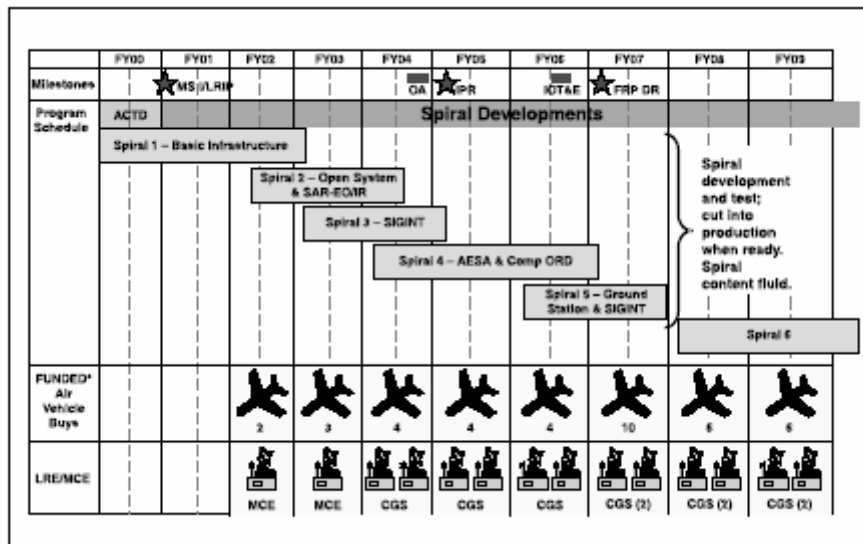 FY00 FY01 FY02 FY03 FY04 FY05 FY06 FY07 FY08 FY09
Milestones
MS II/LRIP
OA
IPR
IOT&E
FRP DR
Program
Schedule
ACTD
Spiral Developments
Spiral 1 – Basic Infrastructure
Spiral 2 – Open System
& SAR-EO/IR
Spiral 3 – SIGINT
Spiral 4 – AESA & Comp ORD
Spiral 5 – Ground
Station & SIGINT
Spiral
development
and test;
cut into
production
when ready.
Spiral
content fluid.
Spiral 6
FUNDED*
Air
Vehicle
Buys
2 3 4 4 4 10
LRE/MCE
MCE MCE CGS CGS CGS CGS (2) CGS (2) CGS (2)